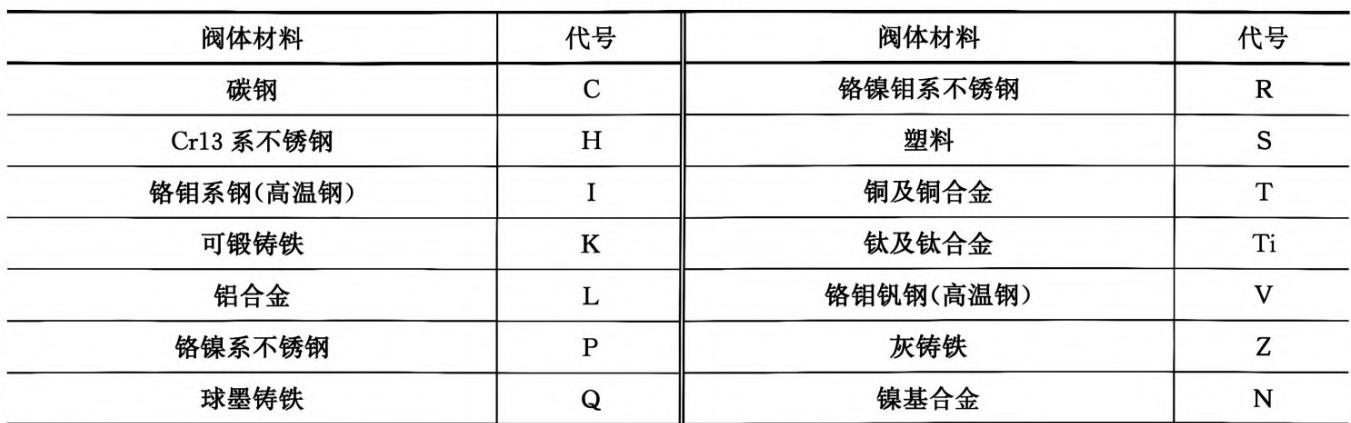 阀体材料 代号 阀体材料 代号
碳钢 C 铬镍钼系不锈钢 R
Cr13 系不锈钢 H 塑料 S
铬钼系钢(高温钢) I 铜及铜合金 T
可锻铸铁 K 钛及钛合金 Ti
铝合金 L 铬钼钒钢(高温钢) V
铬镍系不锈钢 P 灰铸铁 Z
球墨铸铁 Q 镍基合金 N